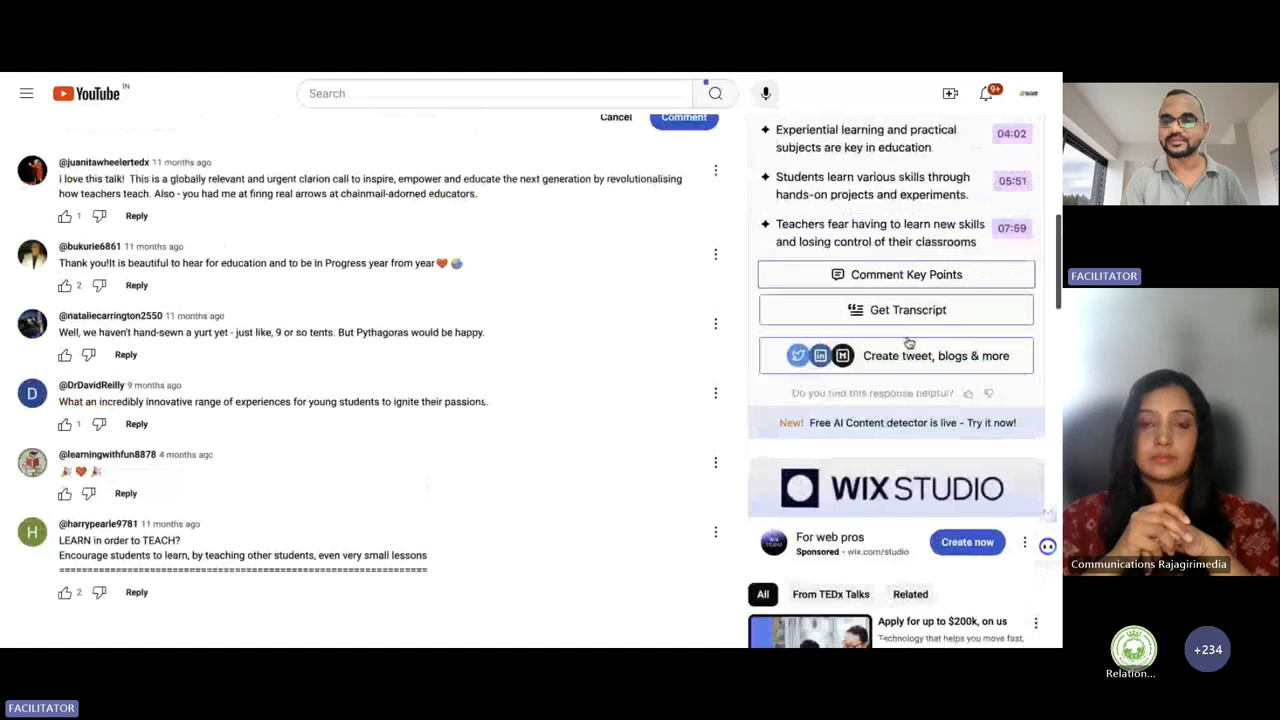 YouTube IN
Search
9+
Cancel
Comment
@juanitawheelertedx 11 months ago
I love this talk! This is a globally relevant and urgent clarion call to inspire, empower and educate the next generation by revolutionalising
how teachers teach. Also - you had me at firing real arrows at chainmail-adorned educators.
1
Reply
@bukurie6861 11 months ago
Thank you!It is beautiful to hear for education and to be in Progress year from year❤️🌏
2
Reply
@nataliecarrington2550 11 months ago
Well, we haven't hand-sewn a yurt yet - just like, 9 or so tents. But Pythagoras would be happy.
Reply
D
@DrDavidReilly 9 months ago
What an incredibly innovative range of experiences for young students to ignite their passions.
1
Reply
@learningwithfun8878 4 months ago
🎉❤️🎉
Reply
H
@harrypearle9781 11 months ago
LEARN in order to TEACH?
Encourage students to learn, by teaching other students, even very small lessons
=================================================================
2
Reply
Experiential learning and practical
subjects are key in education.
04:02
Students learn various skills through
hands-on projects and experiments.
05:51
Teachers fear having to learn new skills
and losing control of their classrooms
07:59
Comment Key Points
Get Transcript
Create tweet, blogs & more
Do you find this response helpful?
New! Free AI Content detector is live - Try it now!
WIX STUDIO
For web pros
Sponsored - wix.com/studio
Create now
All
From TEDx Talks
Related
Apply for up to $200k, on us
Technology that helps you move fast,
FACILITATOR
Communications Rajagirimedia
Relation...
+234
FACILITATOR